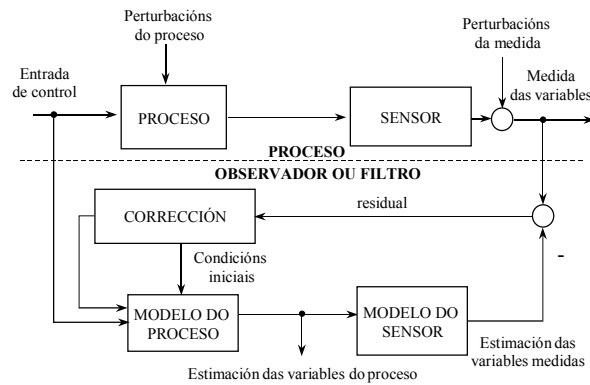 Perturbacións
do proceso
Perturbacións
da medida
Entrada
de control
Medida
das variables
PROCESO
SENSOR
PROCESO
OBSERVADOR OU FILTRO
CORRECCIÓN
residual
Condicións
iniciais
-
MODELO DO
PROCESO
MODELO DO
SENSOR
Estimación das
variables medidas
Estimación das variables do proceso